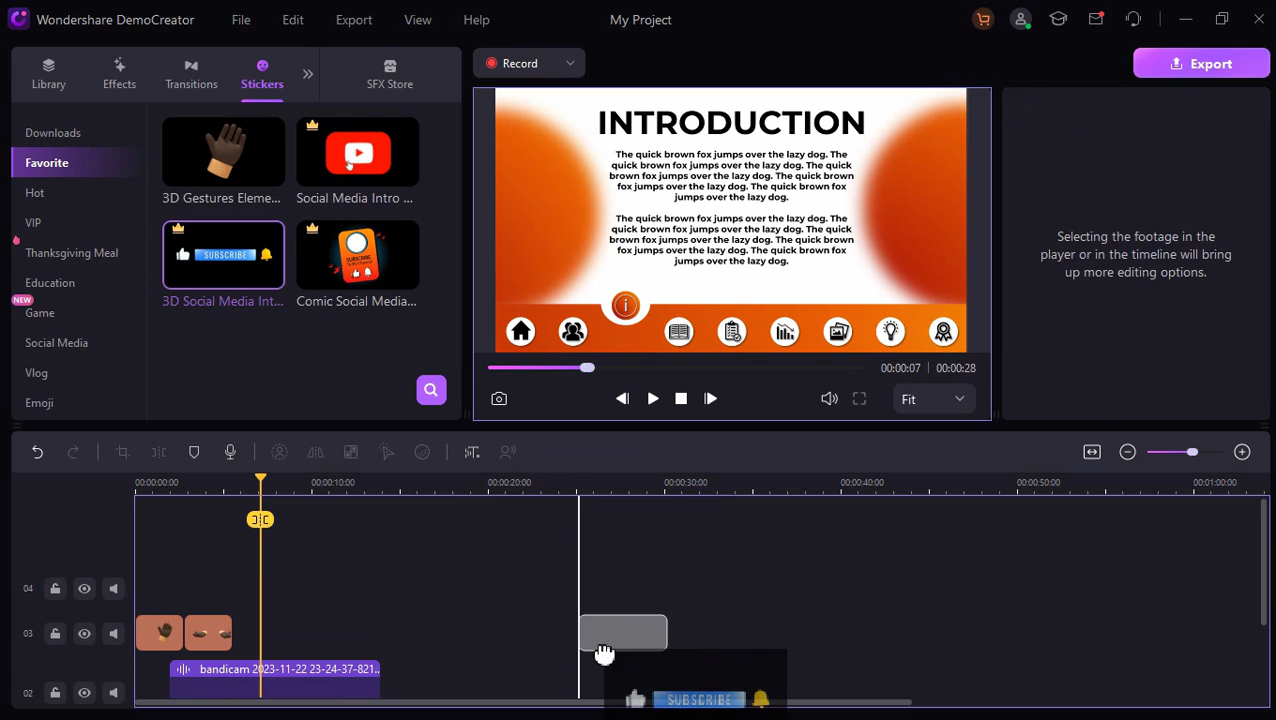 Wondershare DemoCreator File Edit Export View Help My Project
Library Effects Transitions Stickers SFX Store
Record
Export
Downloads
Favorite
Hot
VIP
Thanksgiving Meal
Education
NEW
Game
Social Media
Vlog
Emoji
3D Gestures Eleme...
Social Media Intro ...
SUBSCRIBE
3D Social Media Int...
Comic Social Media...
INTRODUCTION
The quick brown fox jumps over the lazy dog. The
quick brown fox jumps over the lazy dog. The quick
brown fox jumps over the lazy dog. The quick brown
fox jumps over the lazy dog. The quick brown fox
jumps over the lazy dog.
The quick brown fox jumps over the lazy dog. The
quick brown fox jumps over the lazy dog. The quick
brown fox jumps over the lazy dog. The quick brown
fox jumps over the lazy dog. The quick brown fox
jumps over the lazy dog.
i
00:00:07 | 00:00:28
Fit
Selecting the footage in the
player or in the timeline will bring
up more editing options.
00:00:00:00 00:00:10:00 00:00:20:00 00:00:30:00 00:00:40:00 00:00:50:00 00:01:00:00
04
03
bandicam 2023-11-22 23-24-37-821...
02
SUBSCRIBE